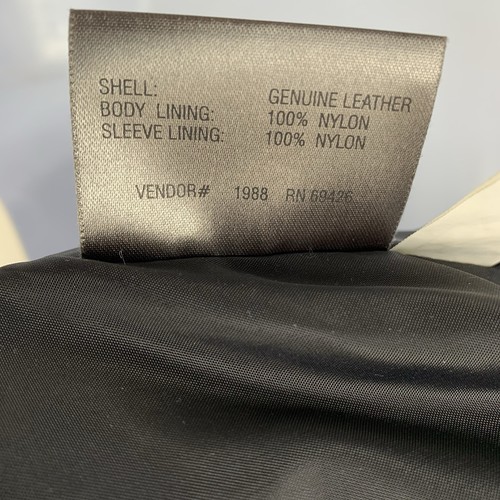 SHELL: GENUINE LEATHER
BODY LINING: 100% NYLON
SLEEVE LINING: 100% NYLON
VENDOR# 1988 RN 69426